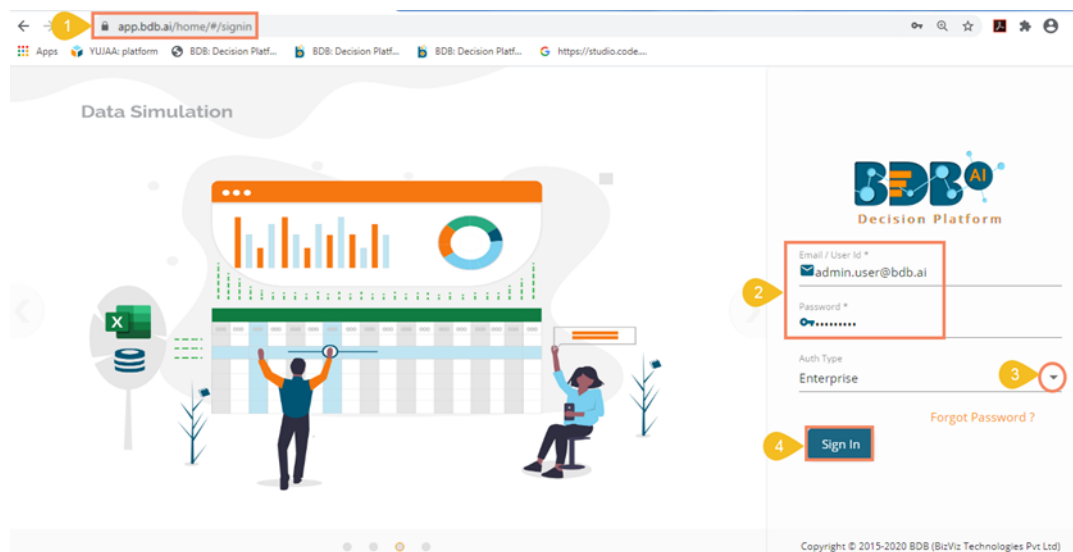 1
app.bdb.ai/home/#/signin
Apps YUJAA: platform BDB: Decision Platf... BDB: Decision Platf... BDB: Decision Platf... https://studio.code....
Data Simulation
BDB AI
Decision Platform
2
Email / User Id *
admin.user@bdb.ai
Password *
Auth Type
Enterprise
3
Forgot Password ?
4
Sign In
X
Copyright © 2015-2020 BDB (BizViz Technologies Pvt Ltd)